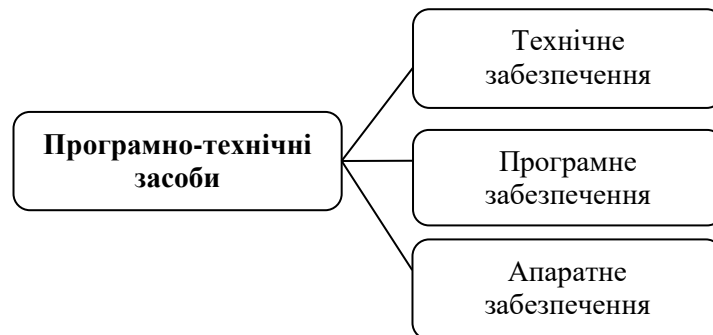 Програмно-технічні
засоби
Технічне
забезпечення
Програмне
забезпечення
Апаратне
забезпечення